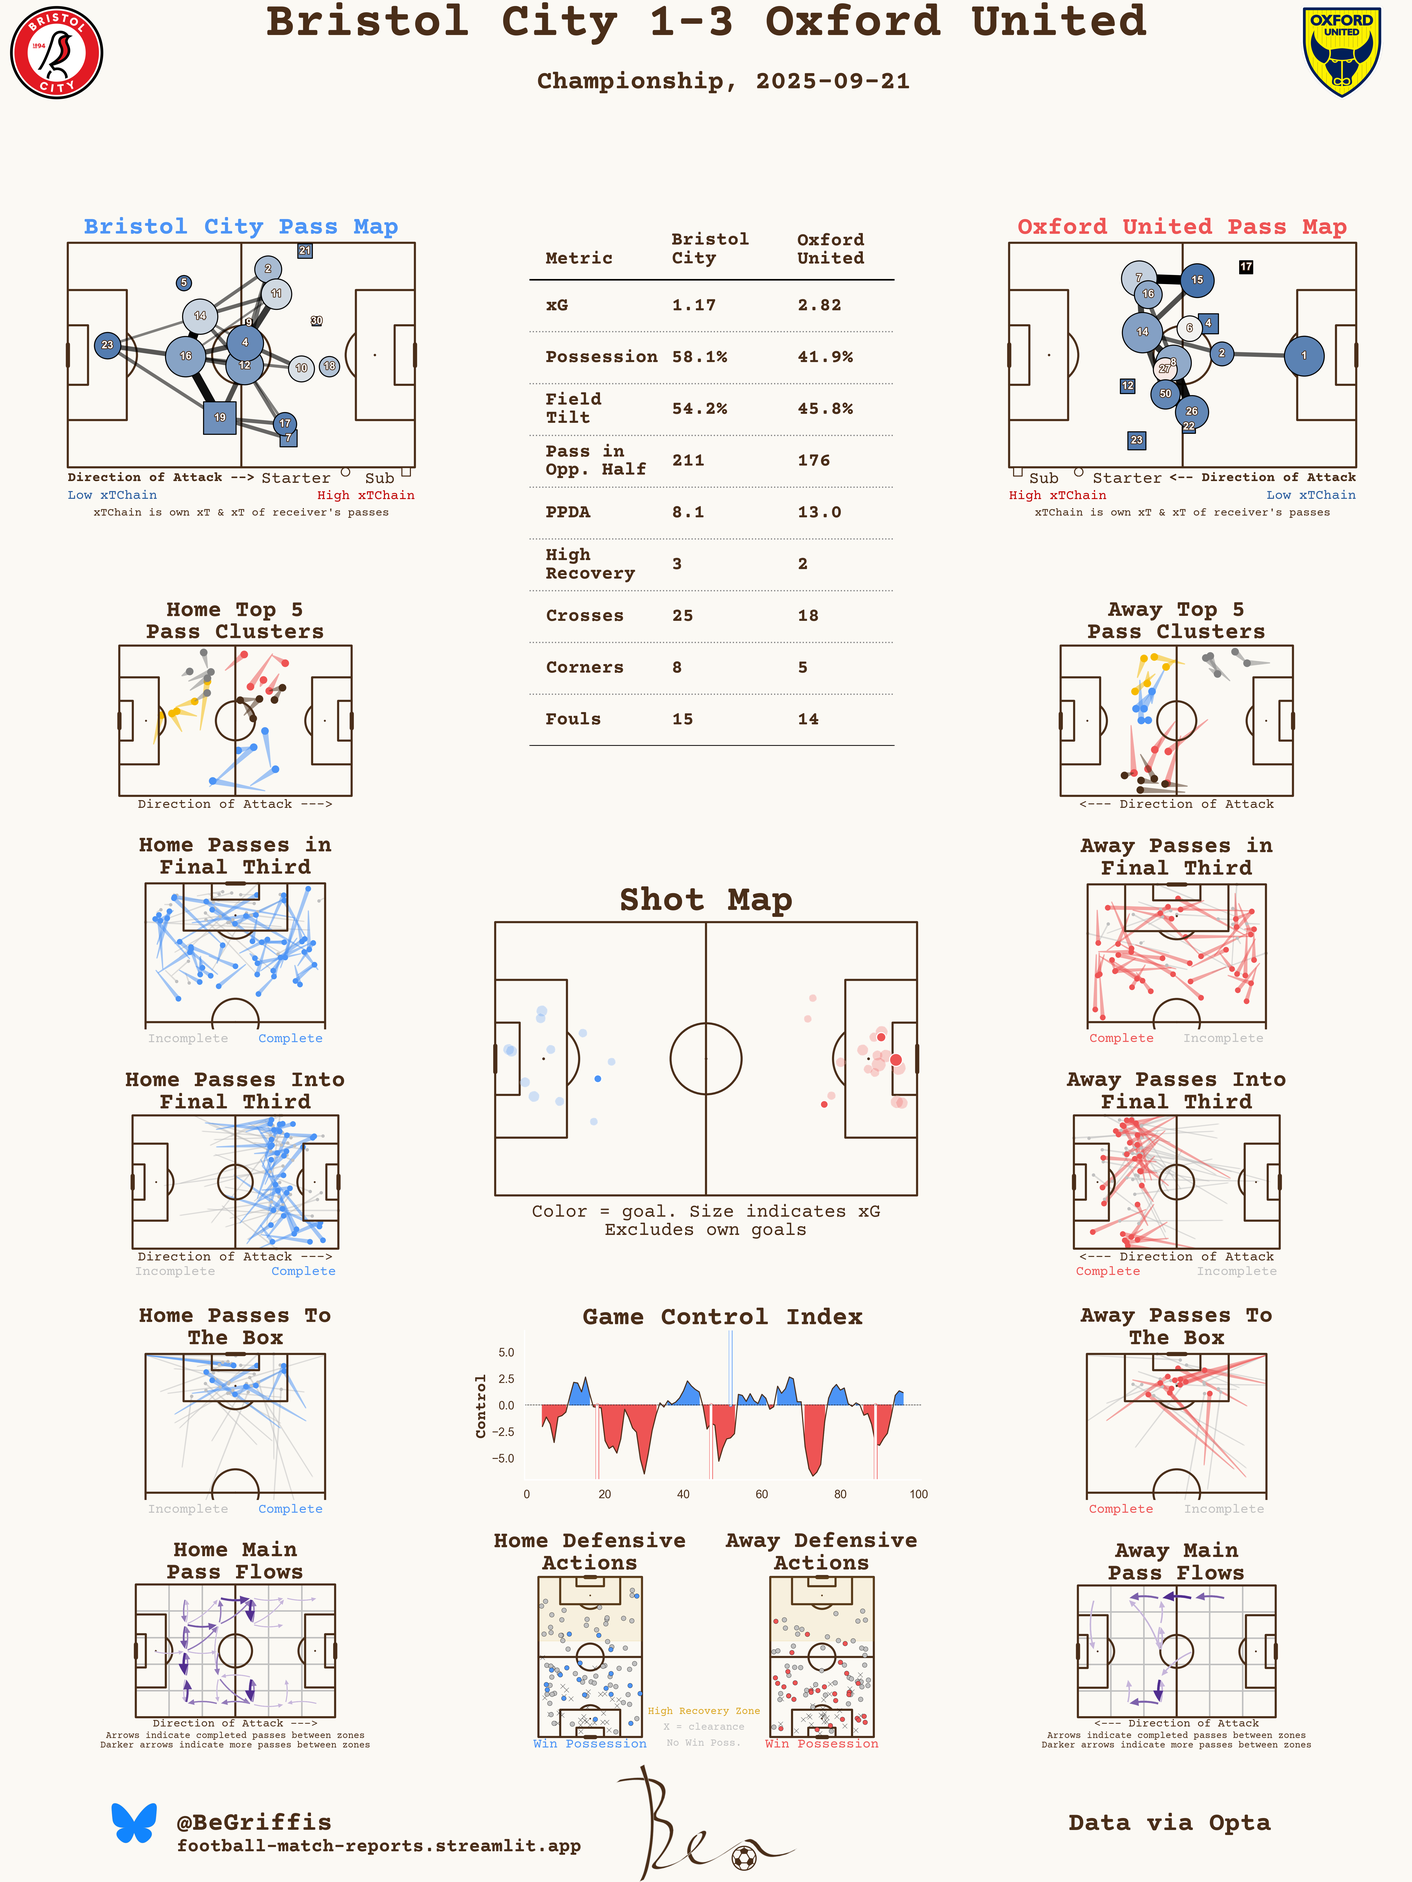 Bristol City 1-3 Oxford United
Championship, 2025-09-21
BRISTOL
1894
CITY
OXFORD
UNITED
Bristol City Pass Map
21
2
5
11
14
9
30
23
4
16
12
10
18
19
17
7
Direction of Attack --> Starter Sub
Low xTChain High xTChain
xTChain is own xT & xT of receiver's passes
Metric Bristol City Oxford United
xG 1.17 2.82
Possession 58.1% 41.9%
Field Tilt 54.2% 45.8%
Pass in Opp. Half 211 176
PPDA 8.1 13.0
High Recovery 3 2
Crosses 25 18
Corners 8 5
Fouls 15 14
Oxford United Pass Map
17
7
15
16
6
4
14
2
1
8
27
12
50
26
22
23
Sub Starter <-- Direction of Attack
High xTChain Low xTChain
xTChain is own xT & xT of receiver's passes
Home Top 5
Pass Clusters
Direction of Attack --->
Away Top 5
Pass Clusters
<--- Direction of Attack
Home Passes in
Final Third
Incomplete Complete
Away Passes in
Final Third
Complete Incomplete
Shot Map
Color = goal. Size indicates xG
Excludes own goals
Home Passes Into
Final Third
Direction of Attack --->
Incomplete Complete
Away Passes Into
Final Third
<--- Direction of Attack
Complete Incomplete
Home Passes To
The Box
Incomplete Complete
Game Control Index
Control
5.0
2.5
0.0
−2.5
−5.0
0 20 40 60 80 100
Away Passes To
The Box
Complete Incomplete
Home Main
Pass Flows
Direction of Attack --->
Arrows indicate completed passes between zones
Darker arrows indicate more passes between zones
Home Defensive
Actions
Win Possession
High Recovery Zone
X = clearance
No Win Poss.
Away Defensive
Actions
Win Possession
Away Main
Pass Flows
<--- Direction of Attack
Arrows indicate completed passes between zones
Darker arrows indicate more passes between zones
@BeGriffis
football-match-reports.streamlit.app
Ben
Data via Opta